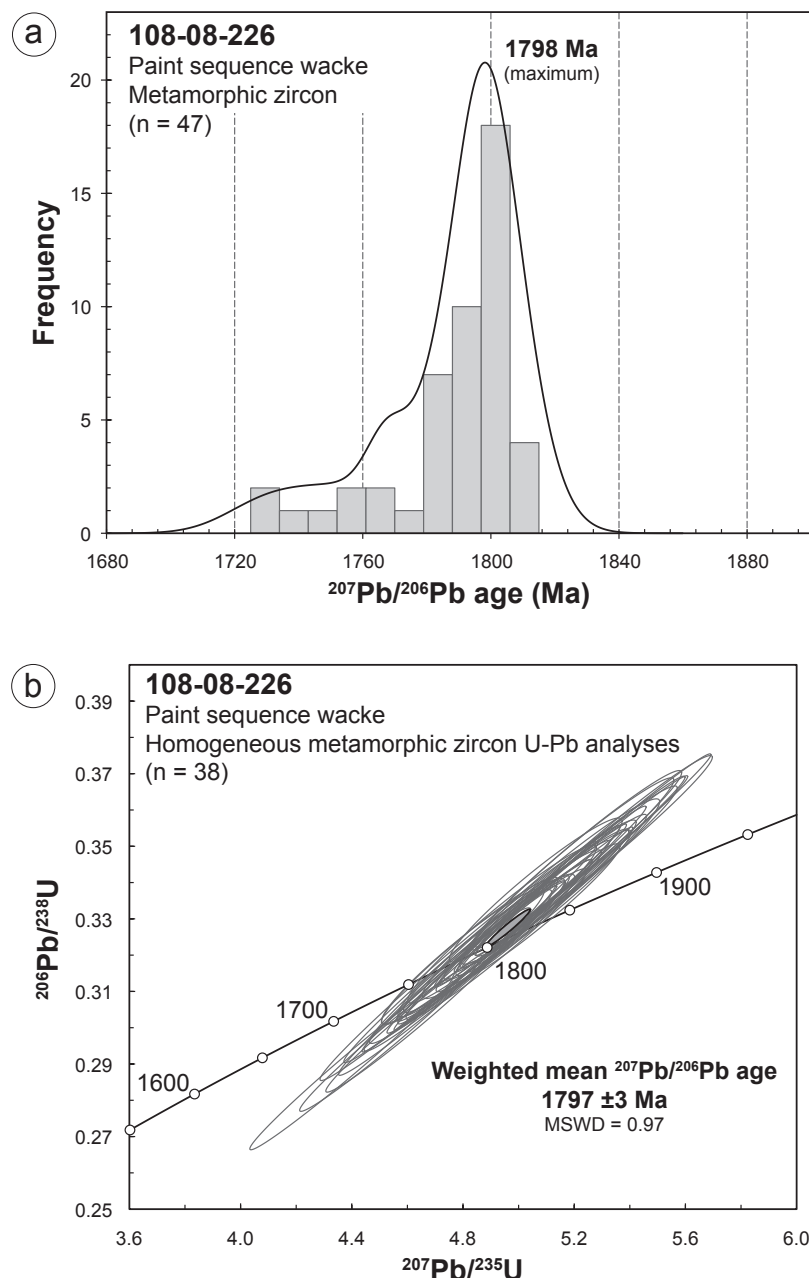 a
108-08-226
Paint sequence wacke
Metamorphic zircon
(n = 47)
1798 Ma
(maximum)
20
15
10
5
0
Frequency
1680
1720
1760
1800
1840
1880
²⁰⁷Pb/²⁰⁶Pb age (Ma)
b
108-08-226
Paint sequence wacke
Homogeneous metamorphic zircon U-Pb analyses
(n = 38)
0.39
0.37
0.35
0.33
0.31
0.29
0.27
0.25
²⁰⁶Pb/²³⁸U
1900
1800
1700
1600
Weighted mean ²⁰⁷Pb/²⁰⁶Pb age
1797 ±3 Ma
MSWD = 0.97
3.6
4.0
4.4
4.8
5.2
5.6
6.0
²⁰⁷Pb/²³⁵U